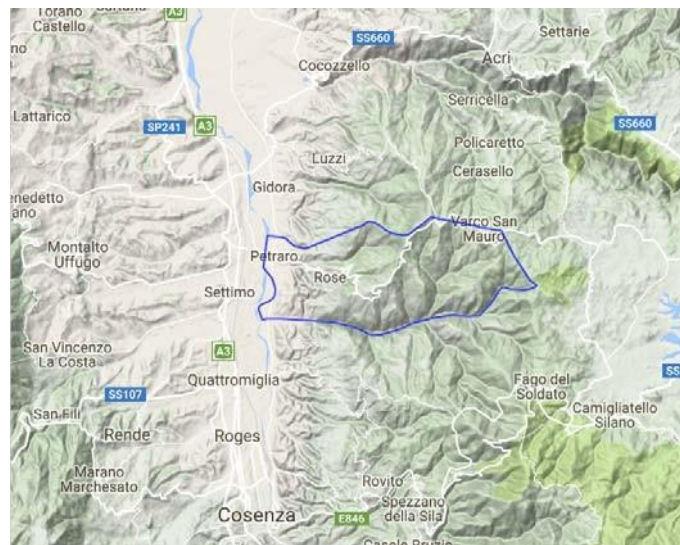 Torano
Castello
A3
SS660
Settarie
Cocozzello
Acri
Serricella
Lattarico
SP241
A3
SS660
Policaretto
Luzzi
Cerasello
Gidora
Varco San
Mauro
Montalto
Uffugo
Petraro
Rose
Settimo
San Vincenzo
La Costa
A3
Quattromiglia
SS107
Fago del
Soldato
Camigliatello
Silano
San Fili
Rende
Roges
Marano
Marchesato
Rovito
Spezzano
della Sila
Cosenza
E846